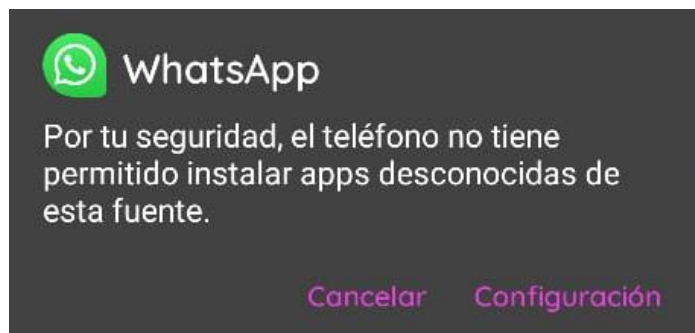 WhatsApp
Por tu seguridad, el teléfono no tiene
permitido instalar apps desconocidas de
esta fuente.
Cancelar Configuración